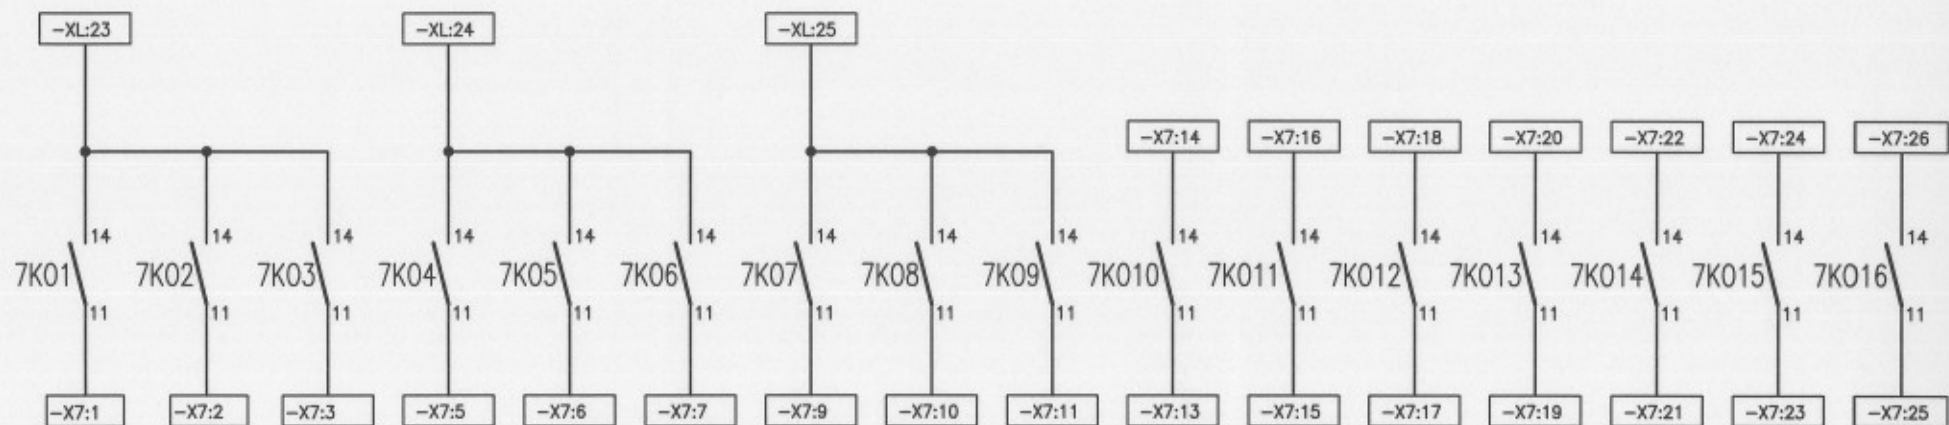 -XL:23 -XL:24 -XL:25
-X7:14 -X7:16 -X7:18 -X7:20 -X7:22 -X7:24 -X7:26
14 14 14 14 14 14 14 14 14 14 14 14 14 14 14 14
7K01 7K02 7K03 7K04 7K05 7K06 7K07 7K08 7K09 7K010 7K011 7K012 7K013 7K014 7K015 7K016
11 11 11 11 11 11 11 11 11 11 11 11 11 11 11 11
-X7:1 -X7:2 -X7:3 -X7:5 -X7:6 -X7:7 -X7:9 -X7:10 -X7:11 -X7:13 -X7:15 -X7:17 -X7:19 -X7:21 -X7:23 -X7:25